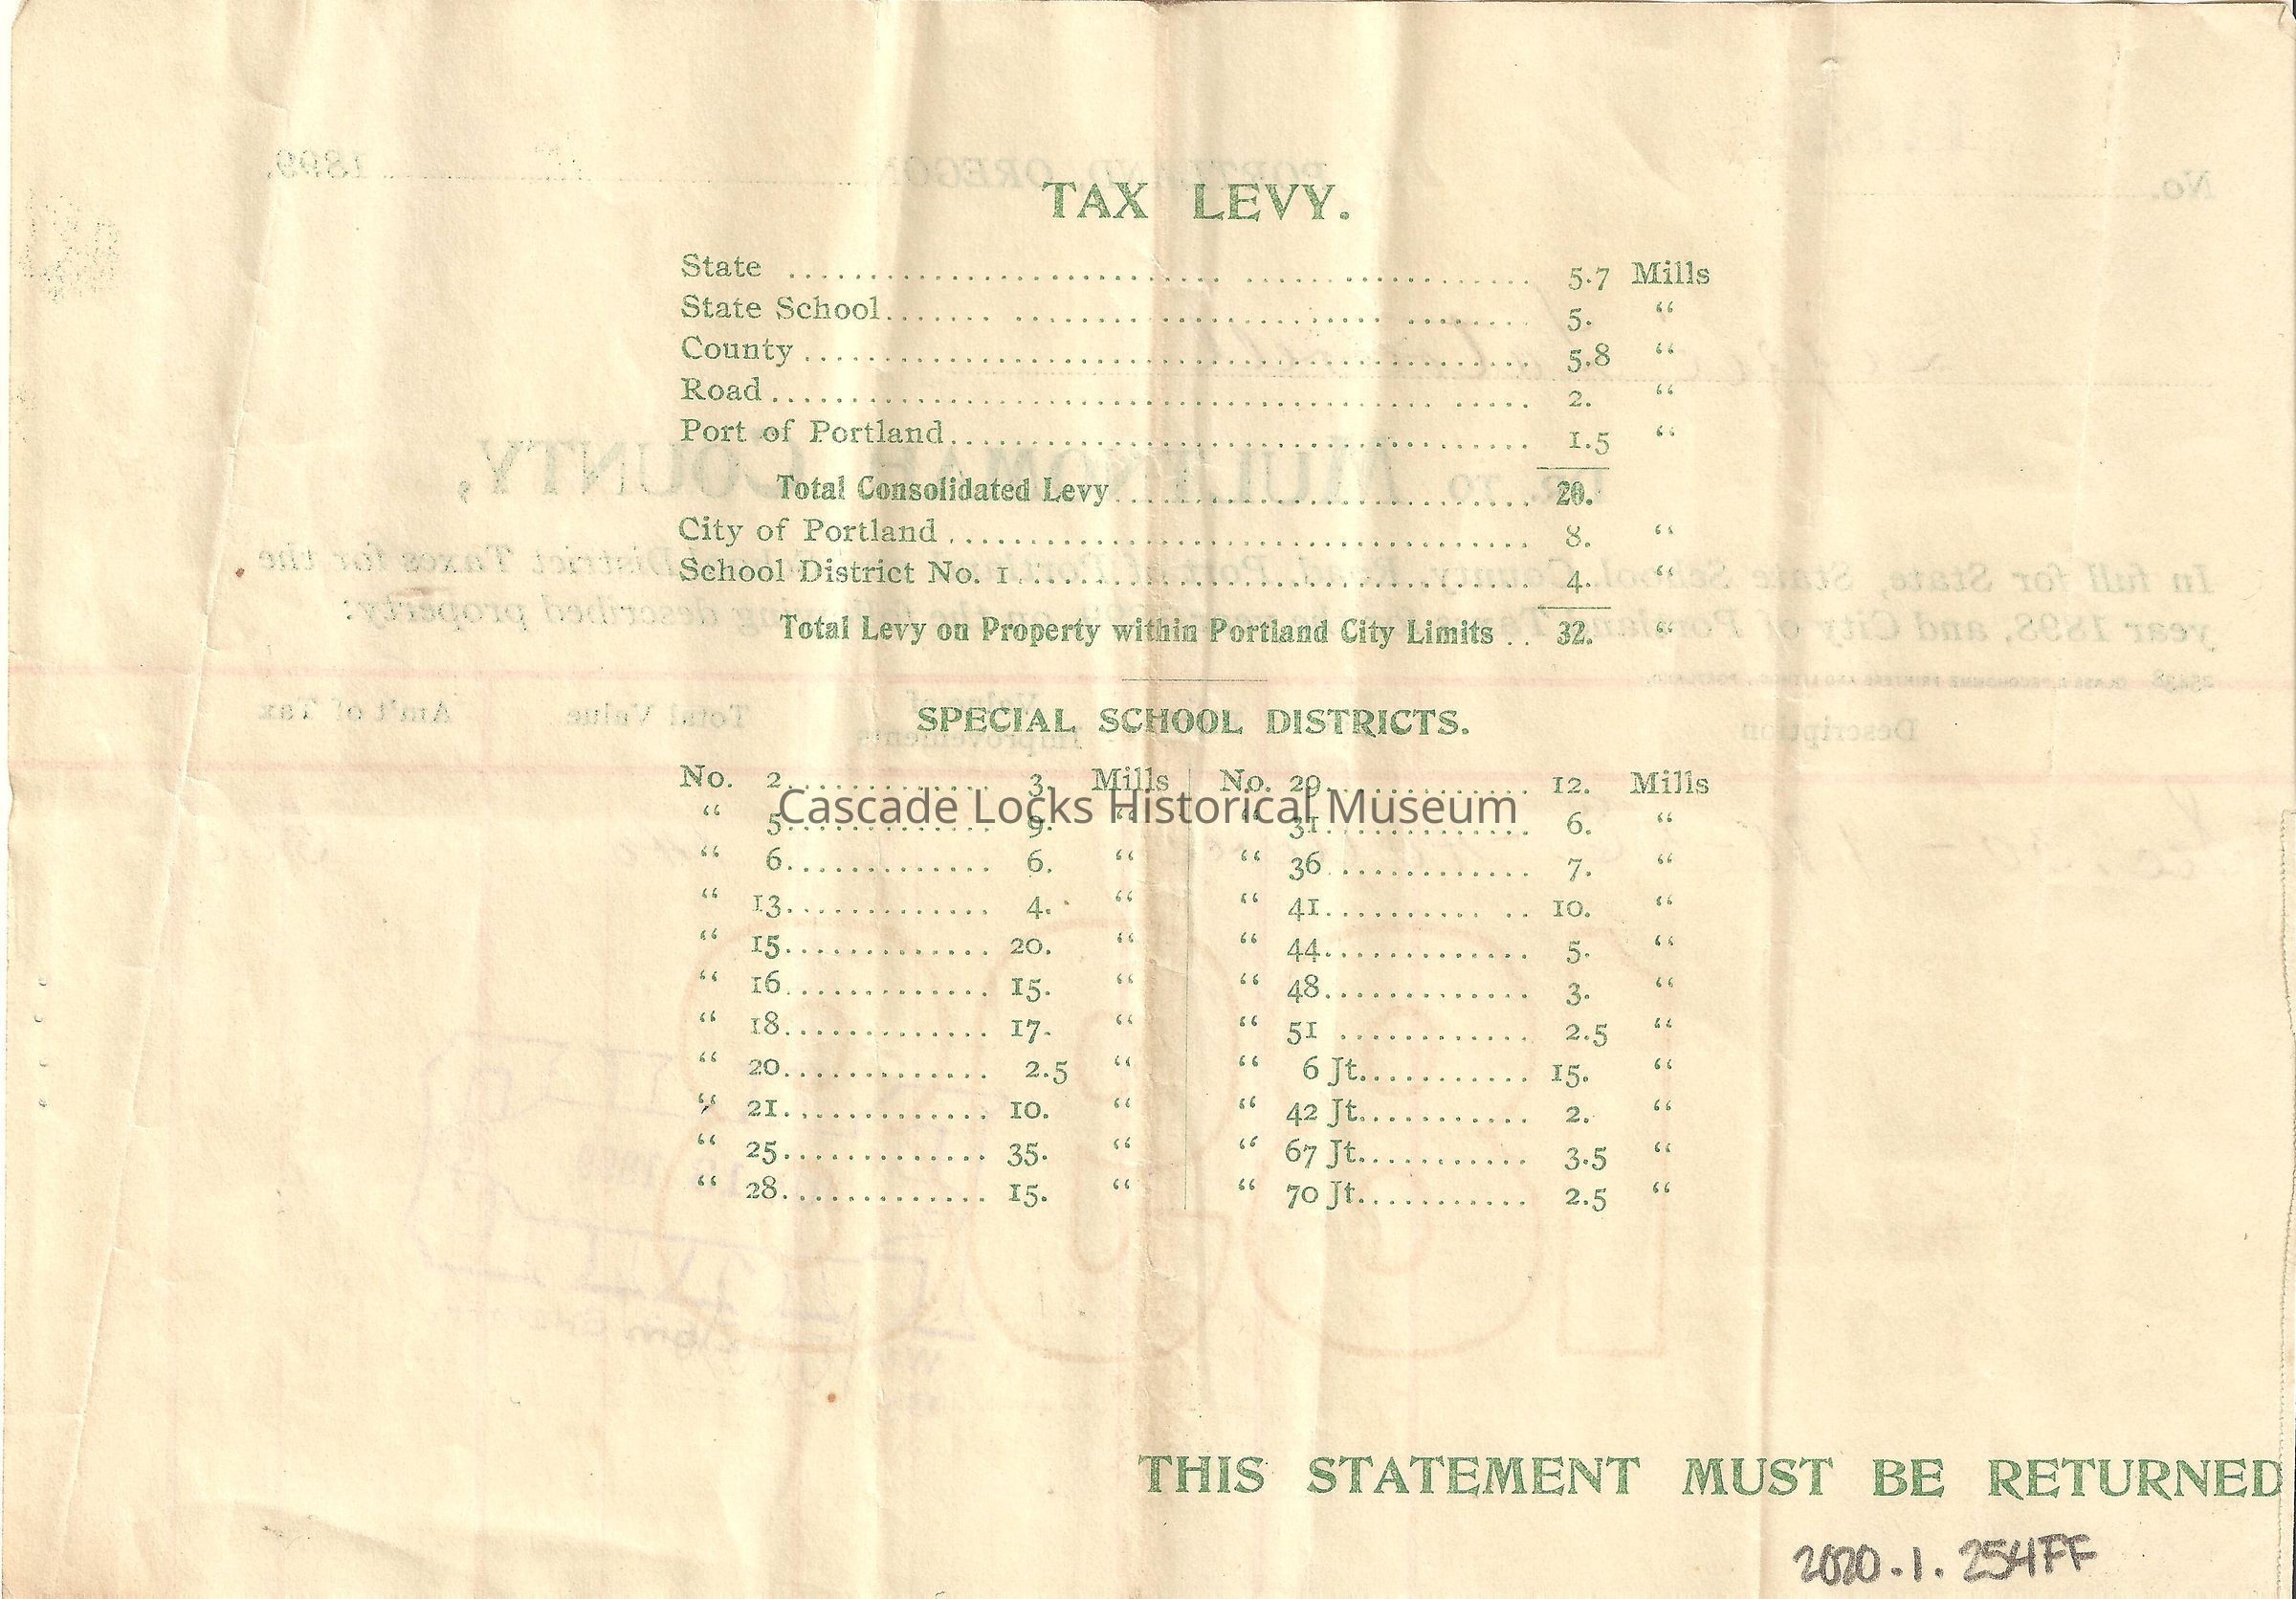 TAX LEVY.
State ........ 5.7 Mills
State School ........ 5. "
County ........ 5.8 "
Road ........ 2. "
Port of Portland ........ 1.5 "
Total Consolidated Levy ........ 20.
City of Portland ........ 8. "
School District No. 1 ........ 4. "
Total Levy on Property within Portland City Limits .. 32. "
SPECIAL SCHOOL DISTRICTS.
No. 2 ........ 3. Mills No. 29 ........ 12. Mills
Cascade Locks Historical Museum
" 5 ........ 9. " " 31 ........ 6. "
" 6 ........ 6. " " 36 ........ 7. "
" 13 ........ 4. " " 41 ........ 10. "
" 15 ........ 20. " " 44 ........ 5. "
" 16 ........ 15. " " 48 ........ 3. "
" 18 ........ 17. " " 51 ........ 2.5 "
" 20 ........ 2.5 " " 6 Jt. ........ 15. "
" 21 ........ 10. " " 42 Jt. ........ 2. "
" 25 ........ 35. " " 67 Jt. ........ 3.5 "
" 28 ........ 15. " " 70 Jt. ........ 2.5 "
THIS STATEMENT MUST BE RETURNED
2020.1.254FF